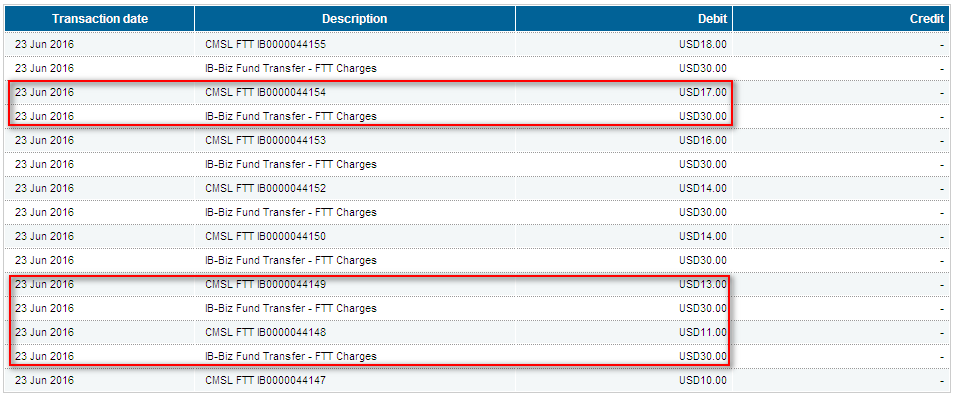 Transaction date Description Debit Credit
23 Jun 2016 CMSL FTT IB0000044155 USD18.00 -
23 Jun 2016 IB-Biz Fund Transfer - FTT Charges USD30.00 -
23 Jun 2016 CMSL FTT IB0000044154 USD17.00 -
23 Jun 2016 IB-Biz Fund Transfer - FTT Charges USD30.00 -
23 Jun 2016 CMSL FTT IB0000044153 USD16.00 -
23 Jun 2016 IB-Biz Fund Transfer - FTT Charges USD30.00 -
23 Jun 2016 CMSL FTT IB0000044152 USD14.00 -
23 Jun 2016 IB-Biz Fund Transfer - FTT Charges USD30.00 -
23 Jun 2016 CMSL FTT IB0000044150 USD14.00 -
23 Jun 2016 IB-Biz Fund Transfer - FTT Charges USD30.00 -
23 Jun 2016 CMSL FTT IB0000044149 USD13.00 -
23 Jun 2016 IB-Biz Fund Transfer - FTT Charges USD30.00 -
23 Jun 2016 CMSL FTT IB0000044148 USD11.00 -
23 Jun 2016 IB-Biz Fund Transfer - FTT Charges USD30.00 -
23 Jun 2016 CMSL FTT IB0000044147 USD10.00 -